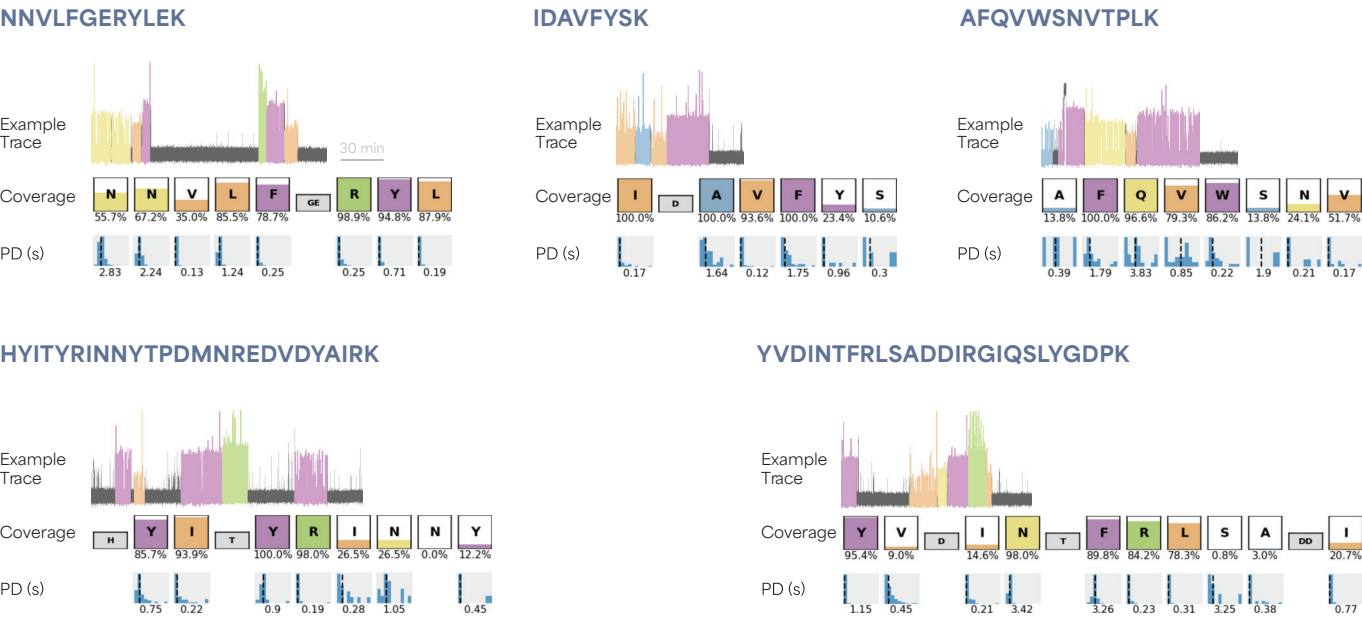 NNVLFGERYLEK
Example
Trace
30 min
Coverage
N N V L F GE R Y L
55.7% 67.2% 35.0% 85.5% 78.7% 98.9% 94.8% 87.9%
PD (s)
2.83 2.24 0.13 1.24 0.25 0.25 0.71 0.19
IDAVFYSK
Example
Trace
Coverage
I D A V F Y S
100.0% 100.0% 93.6% 100.0% 23.4% 10.6%
PD (s)
0.17 1.64 0.12 1.75 0.96 0.3
AFQVWSNVTPLK
Example
Trace
Coverage
A F Q V W S N V
13.8% 100.0% 96.6% 79.3% 86.2% 13.8% 24.1% 51.7%
PD (s)
0.39 1.79 3.83 0.85 0.22 1.9 0.21 0.17
HYITYRINNYTPDMNREDVDYAIRK
Example
Trace
Coverage
H Y I T Y R I N N Y
85.7% 93.9% 100.0% 98.0% 26.5% 26.5% 0.0% 12.2%
PD (s)
0.75 0.22 0.9 0.19 0.28 1.05 0.45
YVDINTFRLSADDIRGIQSLYGDPK
Example
Trace
Coverage
Y V D I N T F R L S A DD I
95.4% 9.0% 14.6% 98.0% 89.8% 84.2% 78.3% 0.8% 3.0% 20.7%
PD (s)
1.15 0.45 0.21 3.42 3.26 0.23 0.31 3.25 0.38 0.77